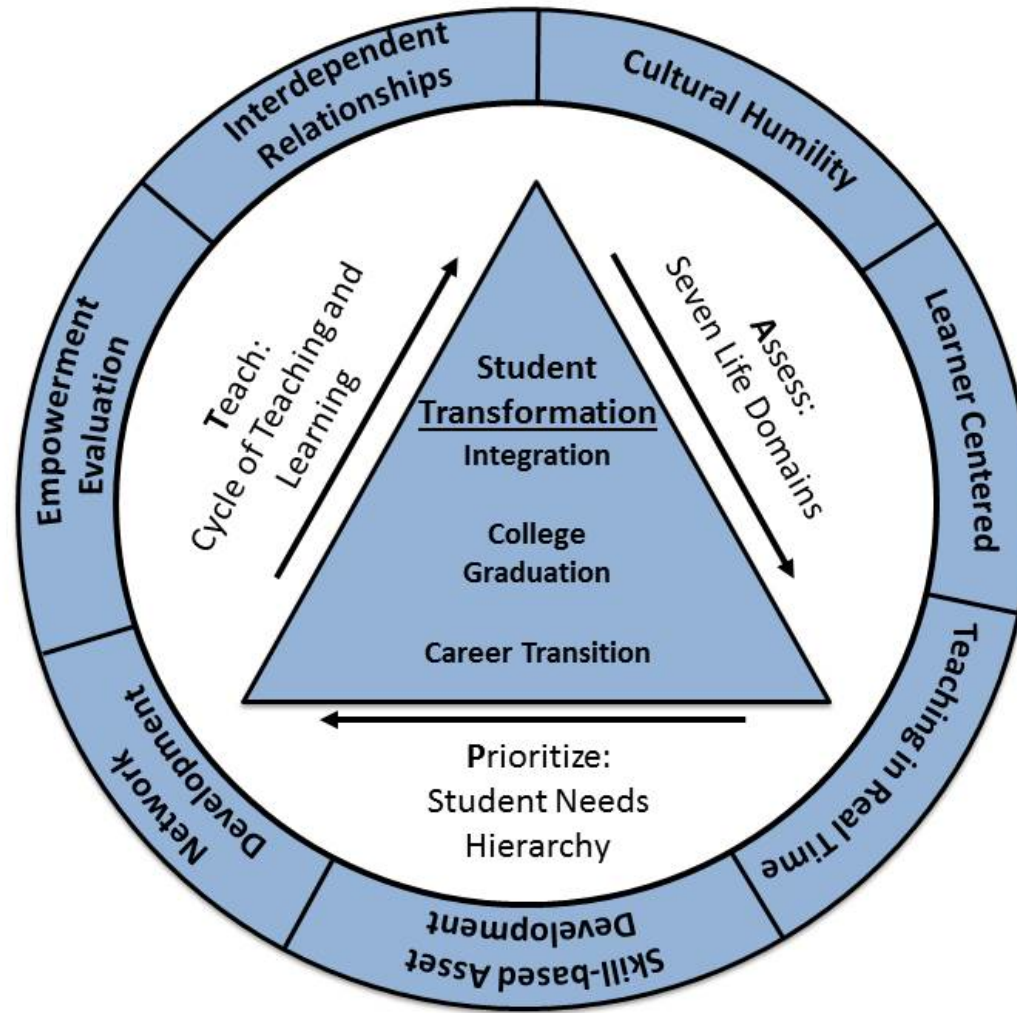 Interdependent
Relationships
Cultural Humility
Learner Centered
Teaching in Real Time
Skill-based Asset
Development
Network
Development
Empowerment
Evaluation
Teach:
Cycle of Teaching and
Learning
Assess:
Seven Life Domains
Prioritize:
Student Needs
Hierarchy
Student
Transformation
Integration
College
Graduation
Career Transition